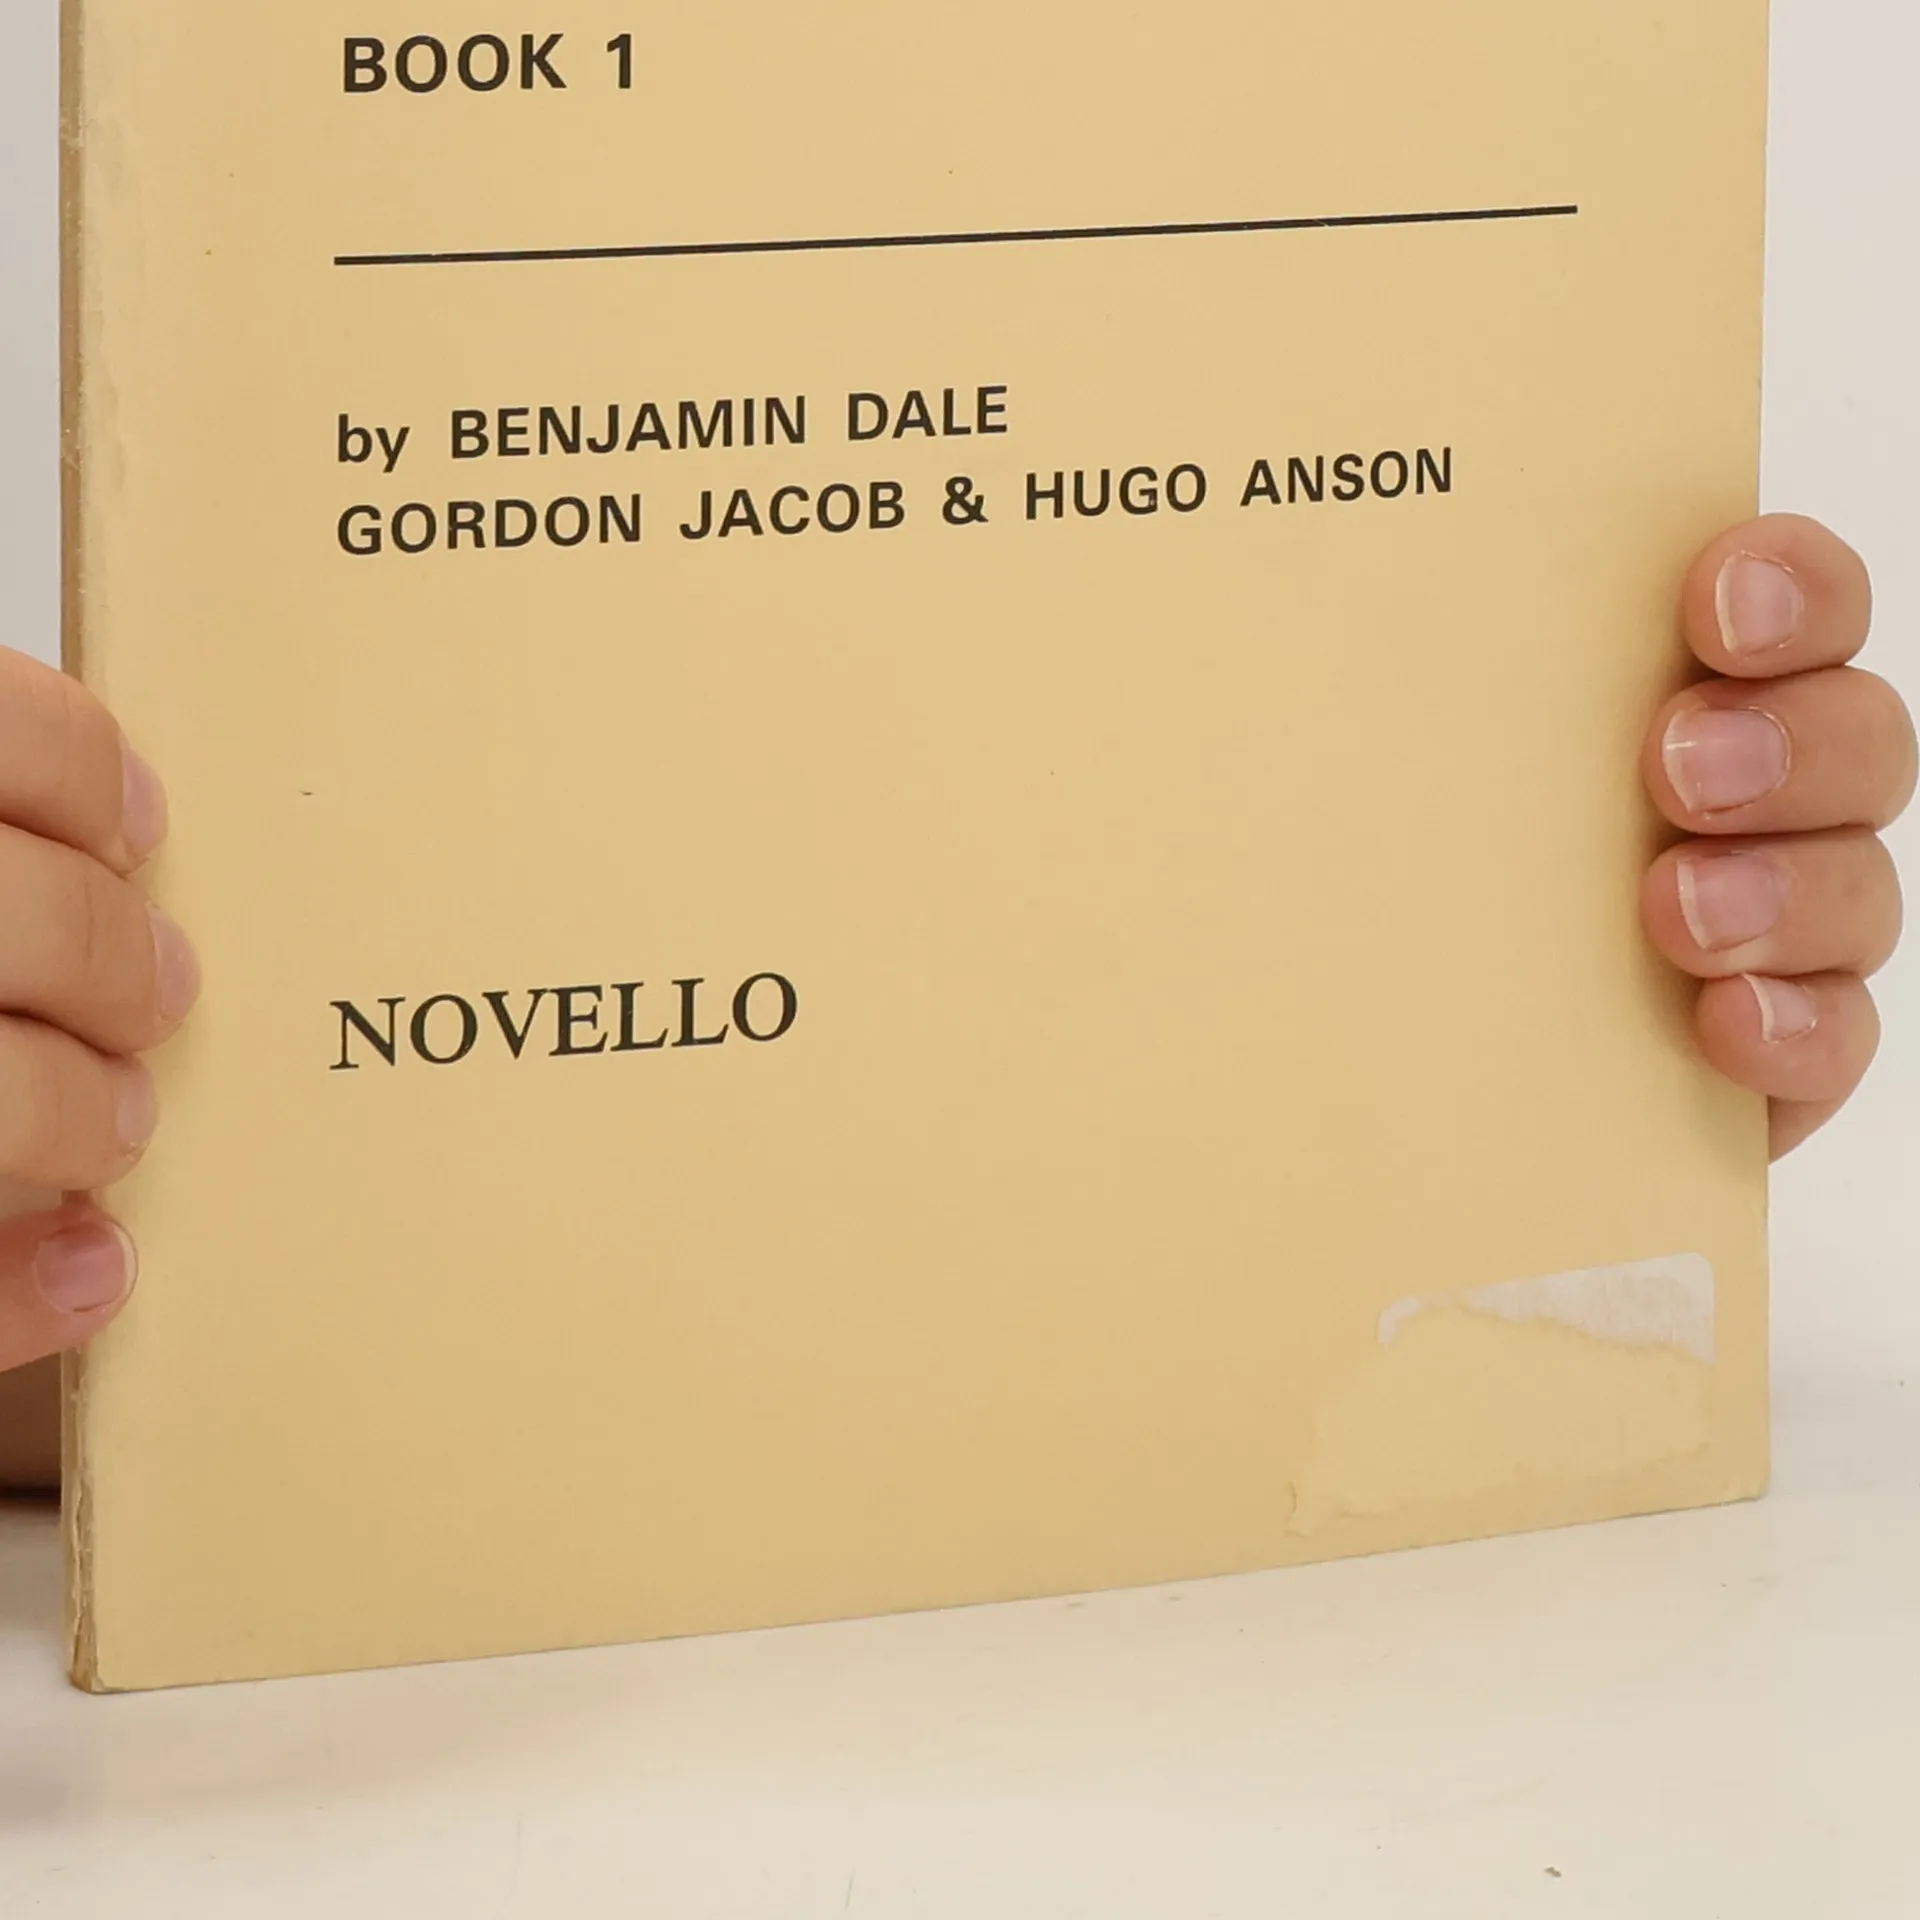 BOOK 1
by BENJAMIN DALE
GORDON JACOB & HUGO ANSON
NOVELLO